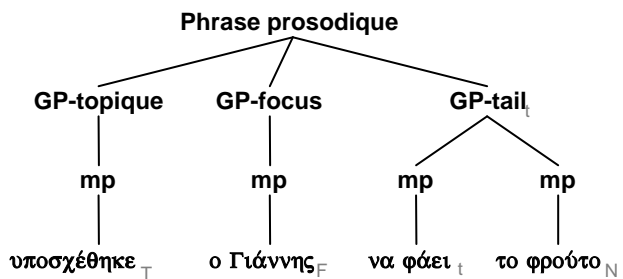 Phrase prosodique
GP-topique GP-focus GP-tail t
mp mp mp mp
υποσχέθηκε T ο Γιάννης F να φάει t το φρούτο N